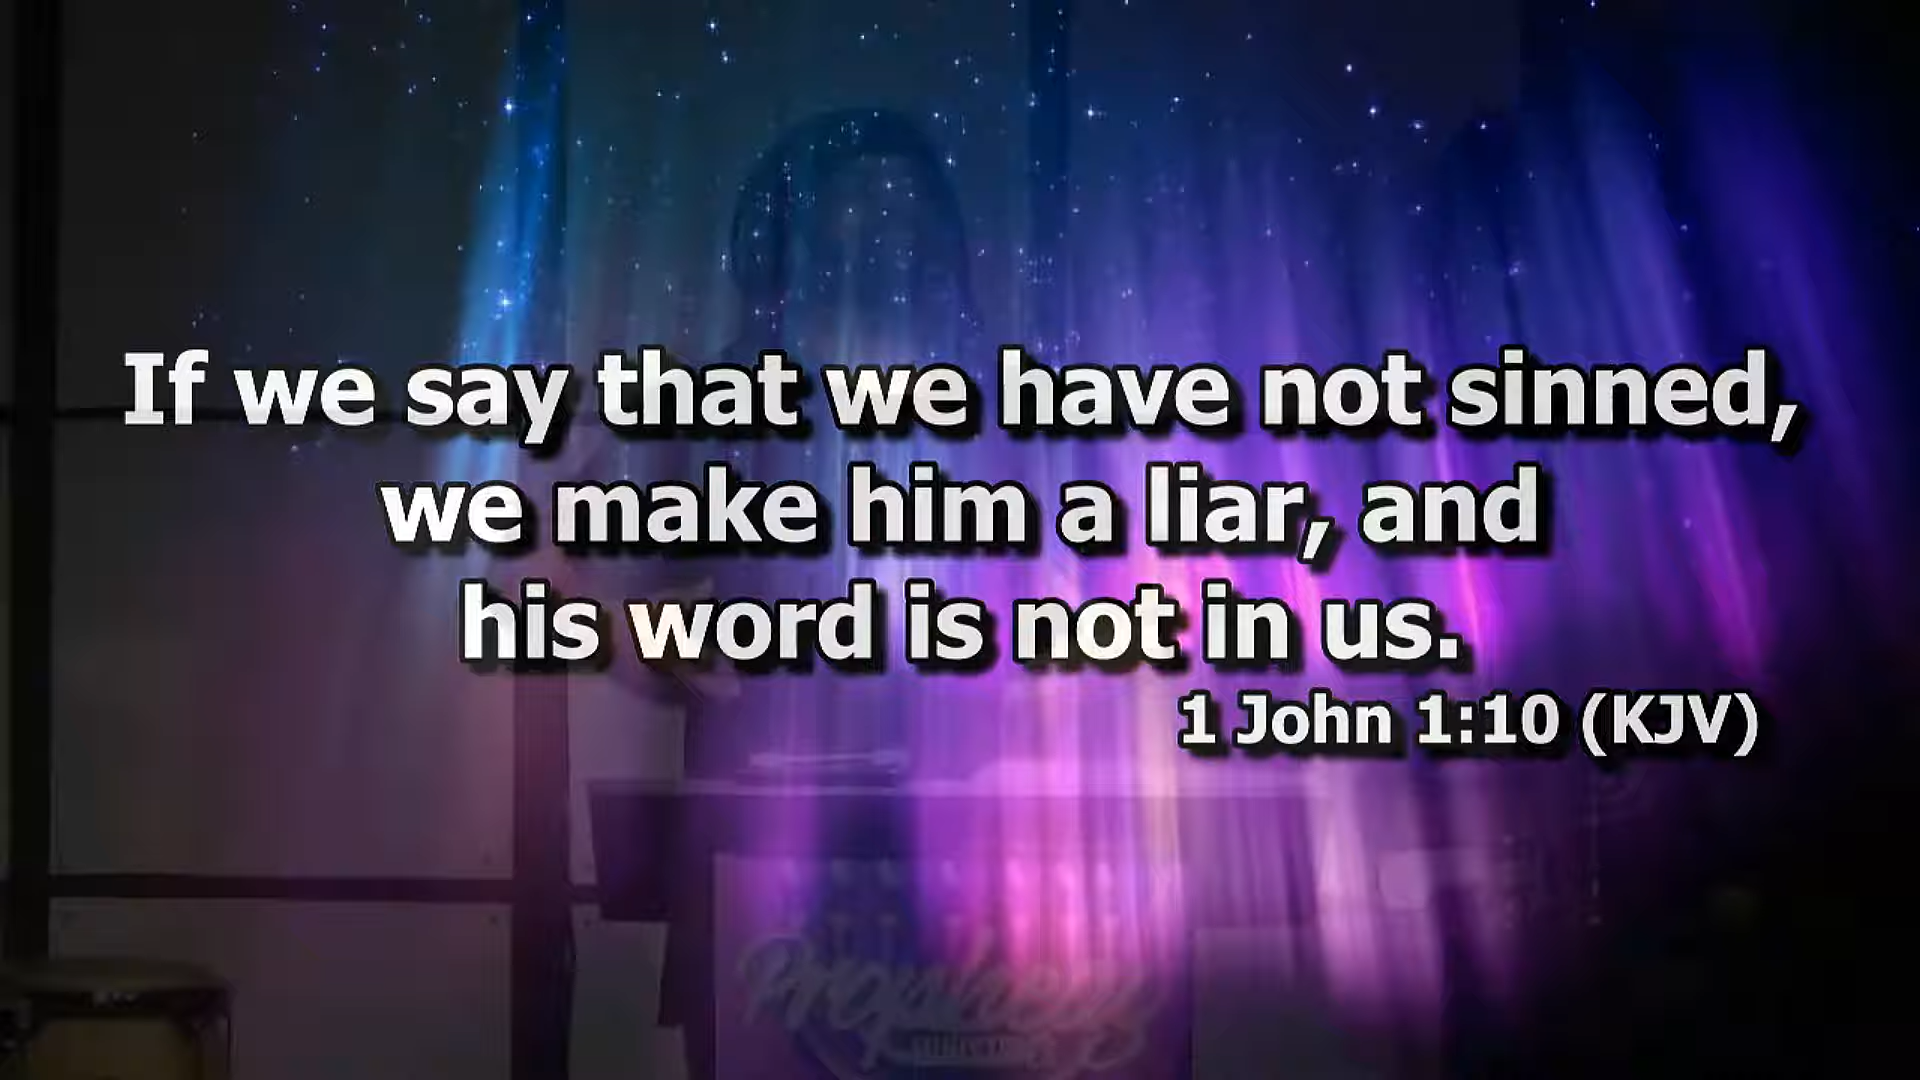 If we say that we have not sinned,
we make him a liar, and
his word is not in us.
1 John 1:10 (KJV)